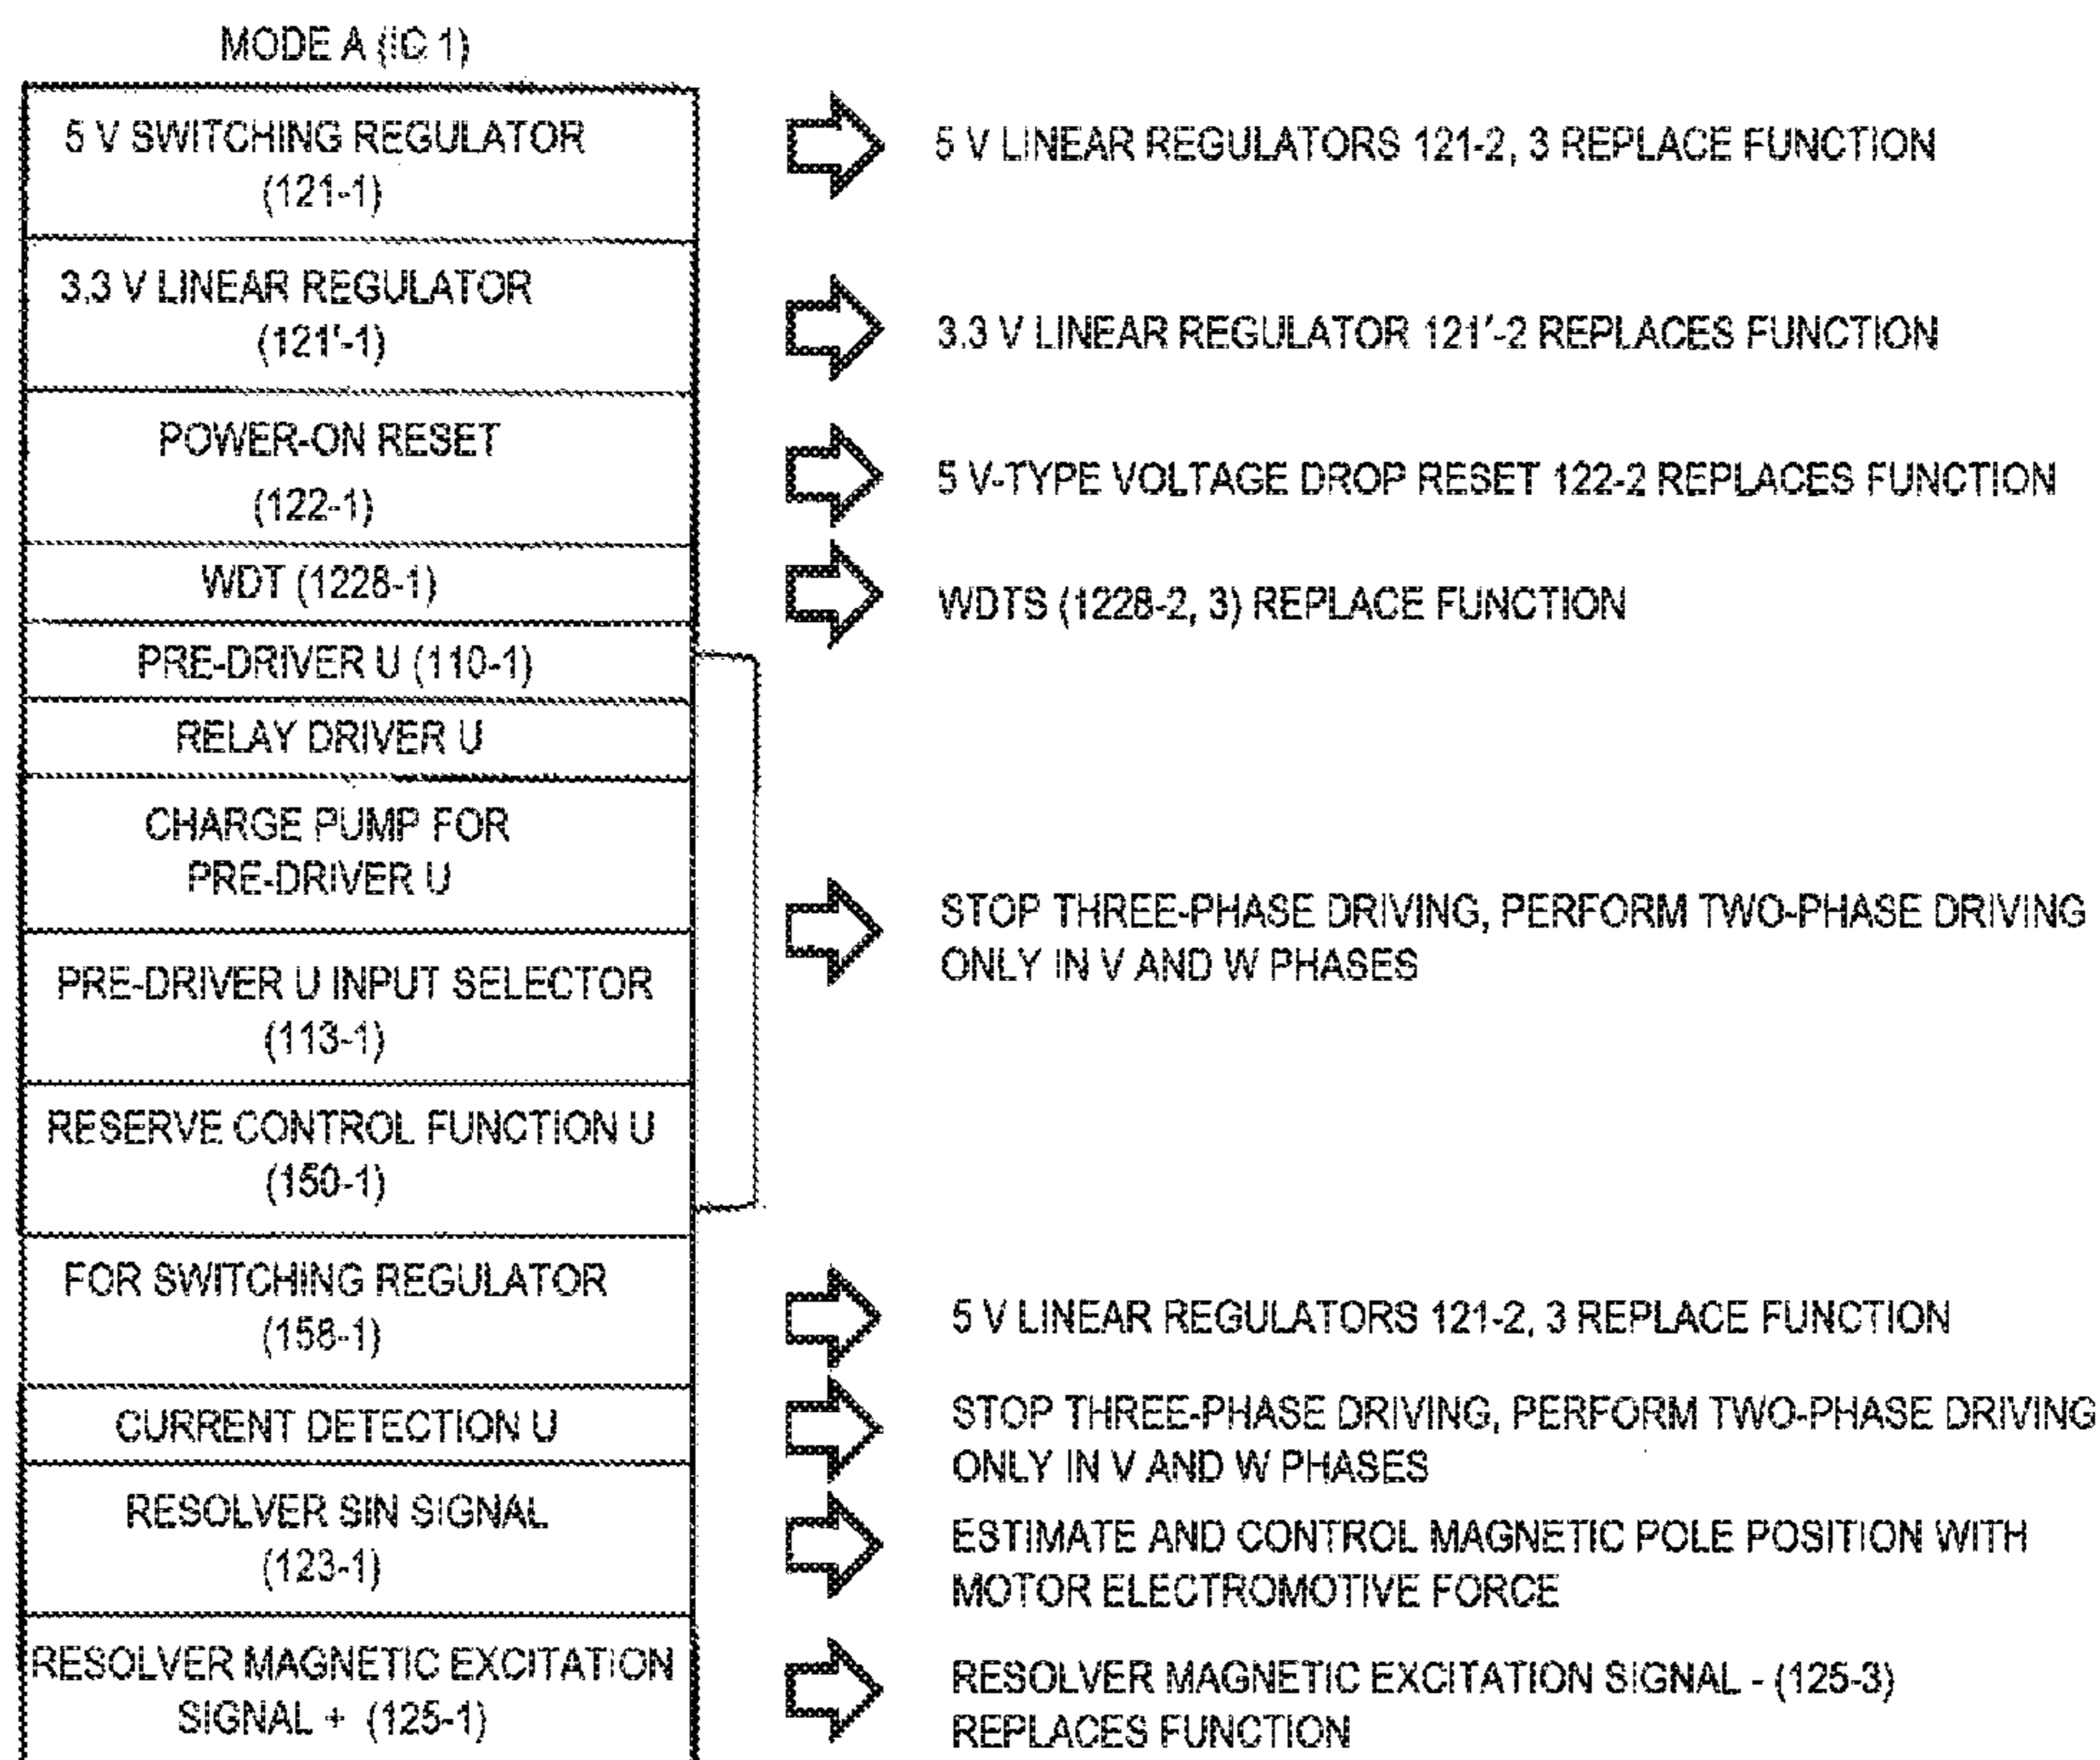 MODE A (IC 1)
5 V SWITCHING REGULATOR
(121-1)
5 V LINEAR REGULATORS 121-2, 3 REPLACE FUNCTION
3.3 V LINEAR REGULATOR
(121'-1)
3.3 V LINEAR REGULATOR 121'-2 REPLACES FUNCTION
POWER-ON RESET
(122-1)
5 V-TYPE VOLTAGE DROP RESET 122-2 REPLACES FUNCTION
WDT (1228-1)
WDTS (1228-2, 3) REPLACE FUNCTION
PRE-DRIVER U (110-1)
RELAY DRIVER U
CHARGE PUMP FOR
PRE-DRIVER U
PRE-DRIVER U INPUT SELECTOR
(113-1)
RESERVE CONTROL FUNCTION U
(150-1)
STOP THREE-PHASE DRIVING, PERFORM TWO-PHASE DRIVING
ONLY IN V AND W PHASES
FOR SWITCHING REGULATOR
(158-1)
5 V LINEAR REGULATORS 121-2, 3 REPLACE FUNCTION
CURRENT DETECTION U
STOP THREE-PHASE DRIVING, PERFORM TWO-PHASE DRIVING
ONLY IN V AND W PHASES
RESOLVER SIN SIGNAL
(123-1)
ESTIMATE AND CONTROL MAGNETIC POLE POSITION WITH
MOTOR ELECTROMOTIVE FORCE
RESOLVER MAGNETIC EXCITATION
SIGNAL + (125-1)
RESOLVER MAGNETIC EXCITATION SIGNAL - (125-3)
REPLACES FUNCTION